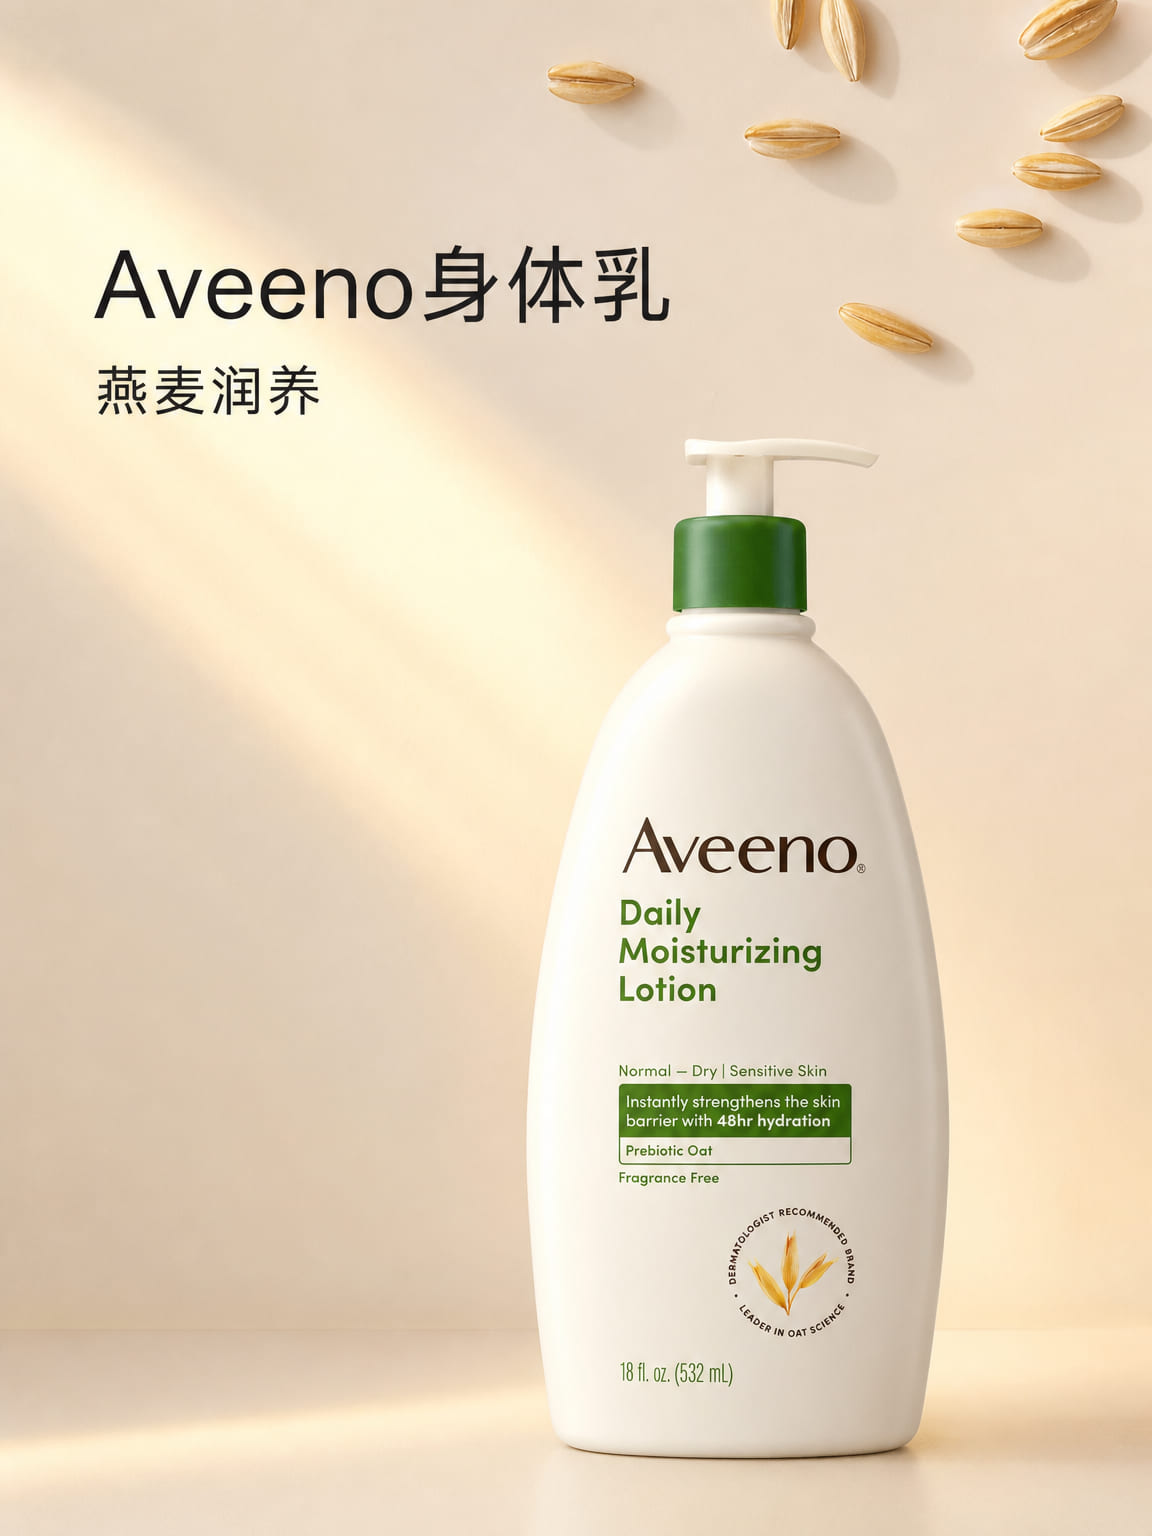 Aveeno身体乳
燕麦润养
Aveeno®
Daily
Moisturizing
Lotion
Normal — Dry | Sensitive Skin
Instantly strengthens the skin
barrier with 48hr hydration
Prebiotic Oat
Fragrance Free
DERMATOLOGIST RECOMMENDED BRAND
• LEADER IN OAT SCIENCE •
18 fl. oz. (532 mL)